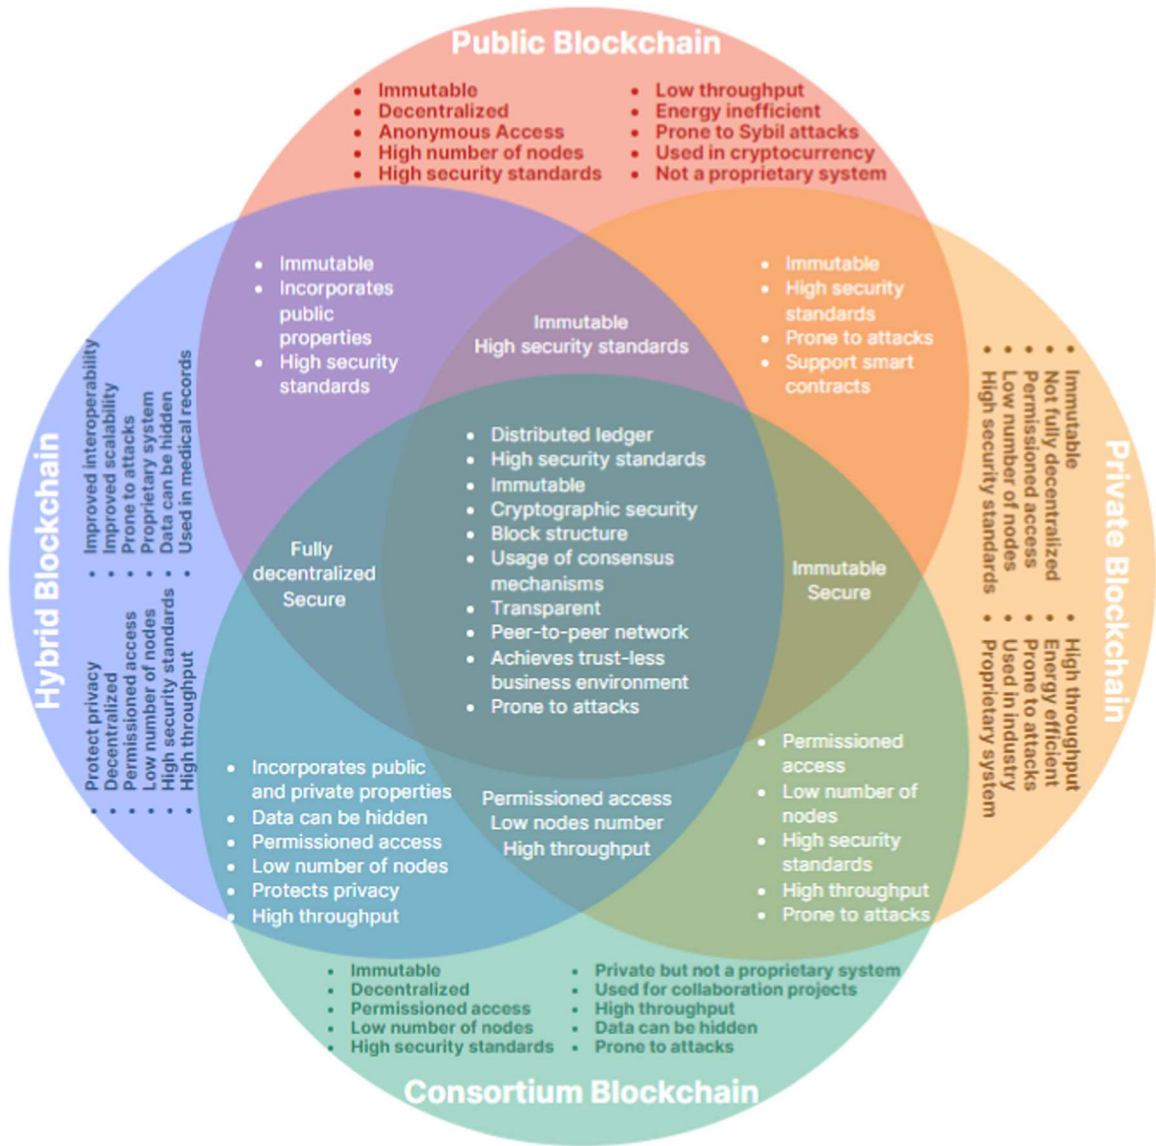 Public Blockchain
• Immutable
• Decentralized
• Anonymous Access
• High number of nodes
• High security standards
• Low throughput
• Energy inefficient
• Prone to Sybil attacks
• Used in cryptocurrency
• Not a proprietary system
• Immutable
• Incorporates
public
properties
• High security
standards
Immutable
High security standards
• Immutable
• High security
standards
• Prone to attacks
• Support smart
contracts
Hybrid Blockchain
• Improved interoperability
• Improved scalability
• Prone to attacks
• Proprietary system
• Data can be hidden
• Used in medical records
• Protect privacy
• Decentralized
• Permissioned access
• Low number of nodes
• High security standards
• High throughput
Fully
decentralized
Secure
• Distributed ledger
• High security standards
• Immutable
• Cryptographic security
• Block structure
• Usage of consensus
mechanisms
• Transparent
• Peer-to-peer network
• Achieves trust-less
business environment
• Prone to attacks
Immutable
Secure
Private Blockchain
• Immutable
• Not fully decentralized
• Permissioned access
• Low number of nodes
• High security standards
• High throughput
• Energy efficient
• Prone to attacks
• Used in industry
• Proprietary system
• Incorporates public
and private properties
• Data can be hidden
• Permissioned access
• Low number of nodes
• Protects privacy
• High throughput
Permissioned access
Low nodes number
High throughput
• Permissioned
access
• Low number of
nodes
• High security
standards
• High throughput
• Prone to attacks
• Immutable
• Decentralized
• Permissioned access
• Low number of nodes
• High security standards
• Private but not a proprietary system
• Used for collaboration projects
• High throughput
• Data can be hidden
• Prone to attacks
Consortium Blockchain